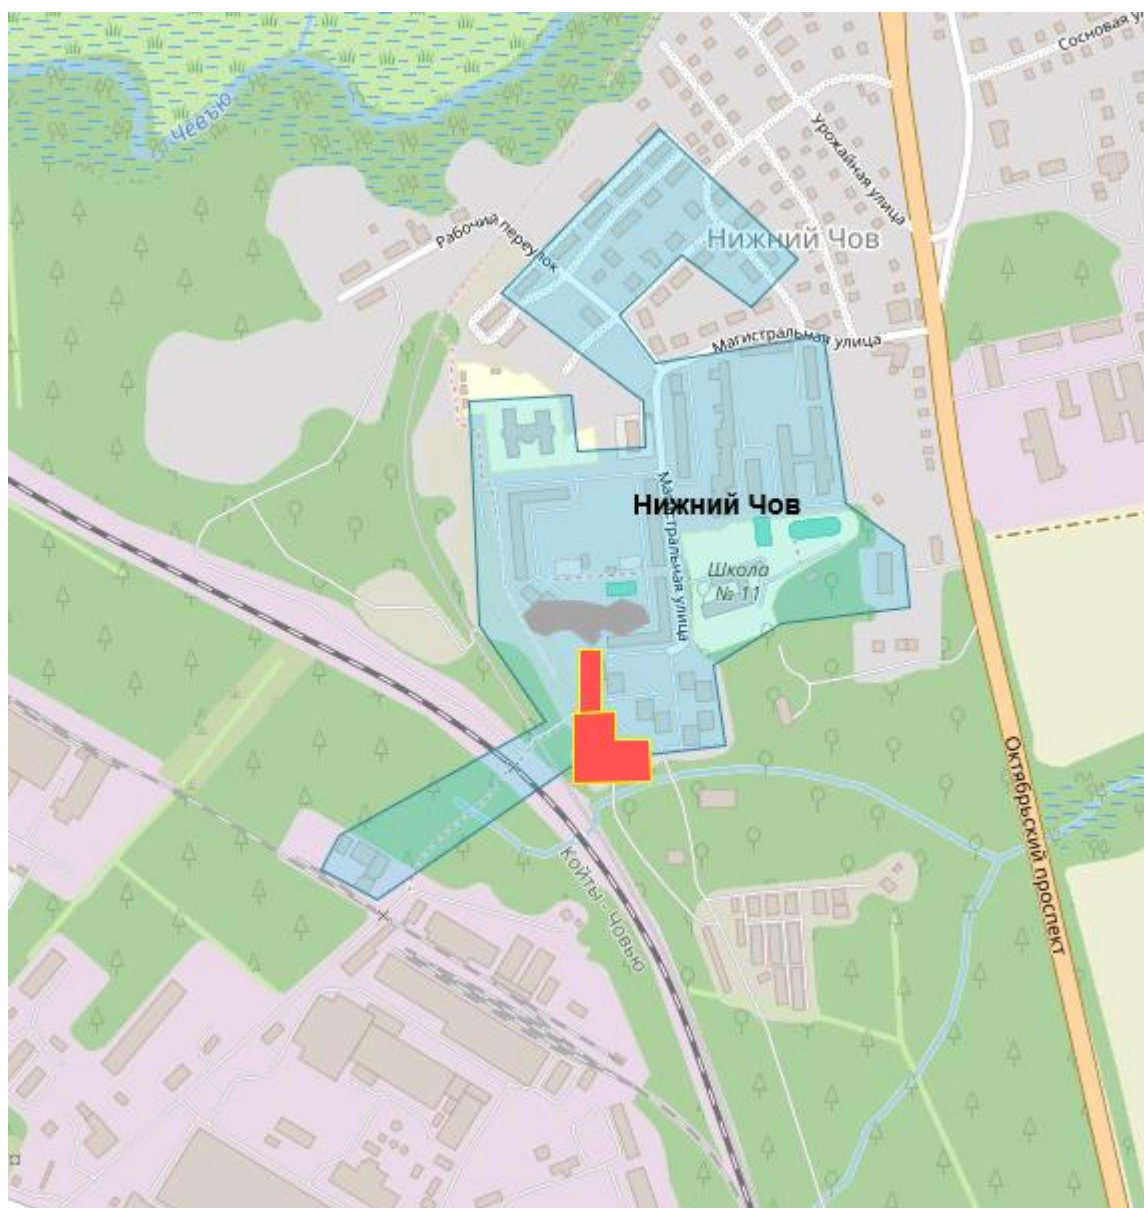 Сосновая у
Чевъю
Урожайная улица
Рабочий переулок
Нижний Чов
Магистральная улица
Нижний Чов
Магистральная улица
Школа
№ 11
Октябрьский проспект
Койты - Човью